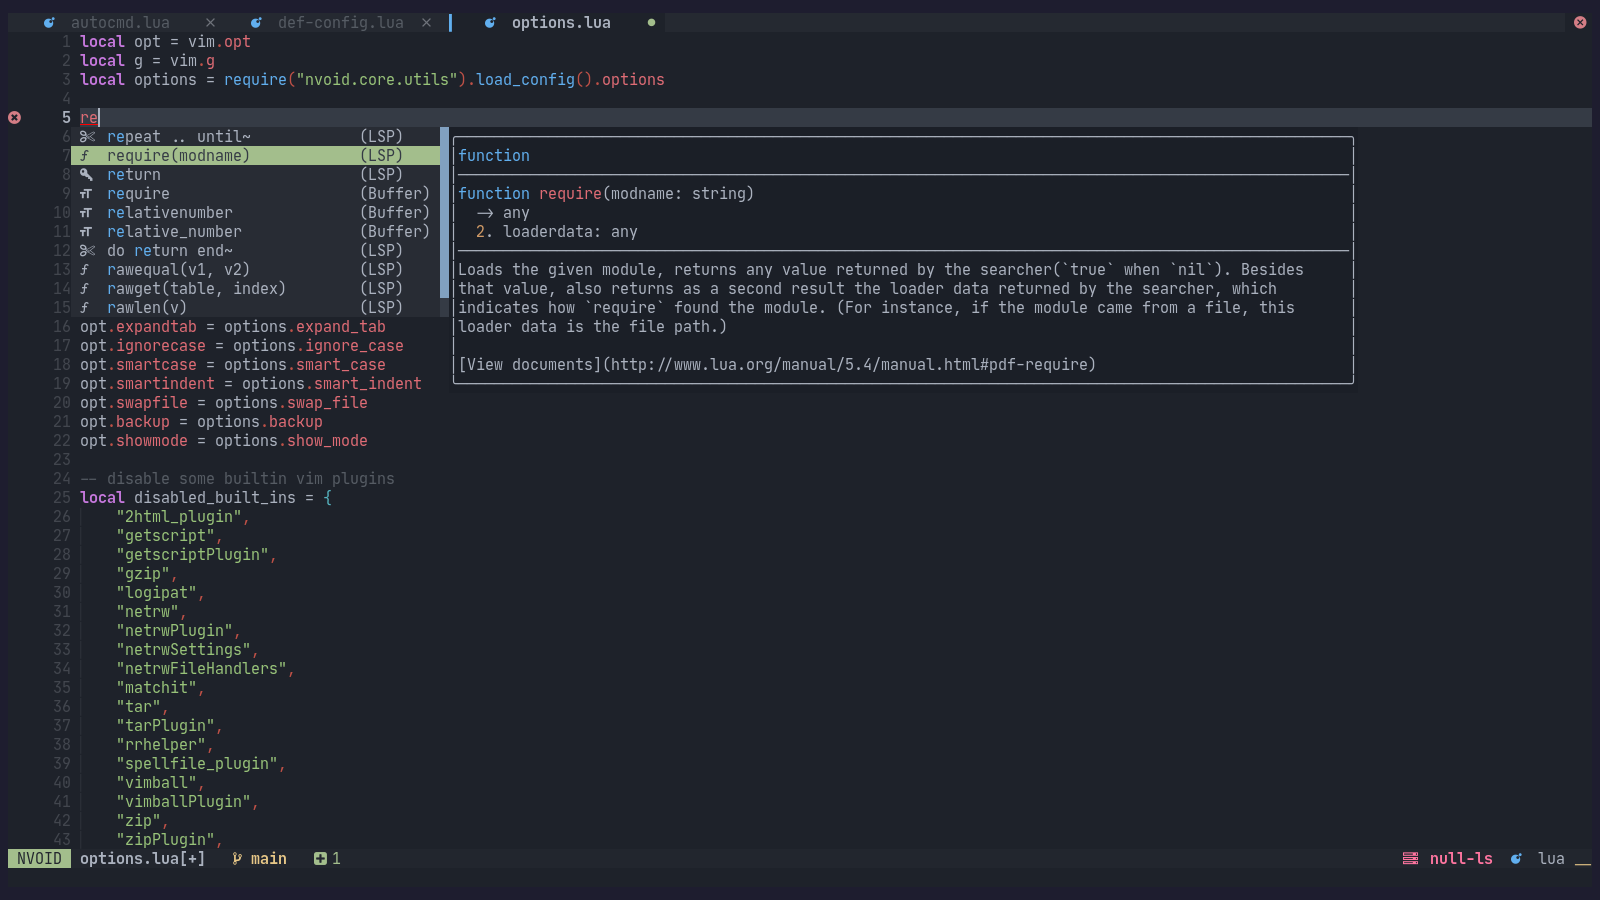 autocmd.lua × def-config.lua × options.lua ●
1 local opt = vim.opt
2 local g = vim.g
3 local options = require("nvoid.core.utils").load_config().options
4
5 re
6 repeat .. until~ (LSP)
7 require(modname) (LSP)
8 return (LSP)
9 require (Buffer)
10 relativenumber (Buffer)
11 relative_number (Buffer)
12 do return end~ (LSP)
13 rawequal(v1, v2) (LSP)
14 rawget(table, index) (LSP)
15 rawlen(v) (LSP)
function
function require(modname: string)
-> any
2. loaderdata: any
Loads the given module, returns any value returned by the searcher(`true` when `nil`). Besides
that value, also returns as a second result the loader data returned by the searcher, which
indicates how `require` found the module. (For instance, if the module came from a file, this
loader data is the file path.)
[View documents](http://www.lua.org/manual/5.4/manual.html#pdf-require)
16 opt.expandtab = options.expand_tab
17 opt.ignorecase = options.ignore_case
18 opt.smartcase = options.smart_case
19 opt.smartindent = options.smart_indent
20 opt.swapfile = options.swap_file
21 opt.backup = options.backup
22 opt.showmode = options.show_mode
23
24 -- disable some builtin vim plugins
25 local disabled_built_ins = {
26 "2html_plugin",
27 "getscript",
28 "getscriptPlugin",
29 "gzip",
30 "logipat",
31 "netrw",
32 "netrwPlugin",
33 "netrwSettings",
34 "netrwFileHandlers",
35 "matchit",
36 "tar",
37 "tarPlugin",
38 "rrhelper",
39 "spellfile_plugin",
40 "vimball",
41 "vimballPlugin",
42 "zip",
43 "zipPlugin",
NVOID options.lua[+] main 1 null-ls lua __